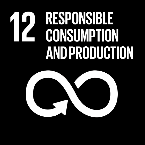 12 RESPONSIBLE
CONSUMPTION
AND PRODUCTION